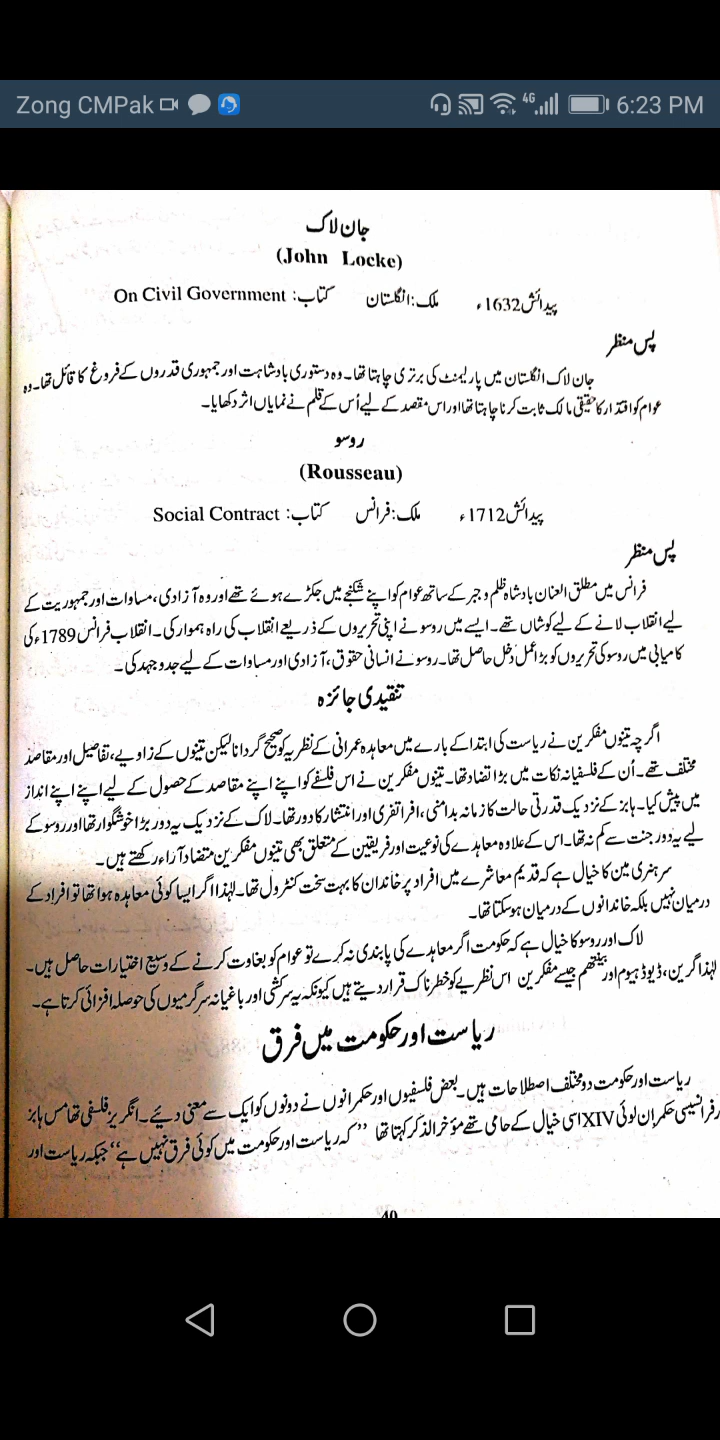 Zong CMPak 4G 6:23 PM
جان لاک
(John Locke)
پیدائش 1632ء ملک: انگلستان کتاب: On Civil Government
پس منظر
جان لاک انگلستان میں پارلیمنٹ کی برتری چاہتا تھا۔ وہ دستوری بادشاہت اور جمہوری قدروں کے فروغ کا قائل تھا۔ وہ
عوام کو اقتدار کا حقیقی مالک ثابت کرنا چاہتا تھا اور اس مقصد کے لیے اُس کے قلم نے نمایاں اثر دکھایا۔
روسو
(Rousseau)
پیدائش 1712ء ملک: فرانس کتاب: Social Contract
پس منظر
فرانس میں مطلق العنان بادشاہ ظلم و جبر کے ساتھ عوام کو اپنے شکنجے میں جکڑے ہوئے تھے اور وہ آزادی، مساوات اور جمہوریت کے
لیے انقلاب لانے کے لیے کوشاں تھے۔ ایسے میں روسو نے اپنی تحریروں کے ذریعے انقلاب کی راہ ہموار کی۔ انقلاب فرانس 1789ء کی
کامیابی میں روسو کی تحریروں کو بڑا عمل دخل حاصل تھا۔ روسو نے انسانی حقوق، آزادی اور مساوات کے لیے جدوجہد کی۔
تنقیدی جائزہ
اگرچہ تینوں مفکرین نے ریاست کی ابتدا کے بارے میں معاہدہ عمرانی کے نظریہ کو صحیح گردانا لیکن تینوں کے زاویے، تفاصیل اور مقاصد
مختلف تھے۔ اُن کے فلسفیانہ نکات میں بڑا تضاد تھا۔ تینوں مفکرین نے اس فلسفے کو اپنے اپنے مقاصد کے حصول کے لیے اپنے اپنے انداز
میں پیش کیا۔ ہابز کے نزدیک قدرتی حالت کا زمانہ بدامنی، افراتفری اور انتشار کا دور تھا۔ لاک کے نزدیک یہ دور بڑا خوشگوار تھا اور روسو کے
لیے یہ دور جنت سے کم نہ تھا۔ اس کے علاوہ معاہدے کی نوعیت اور فریقین کے متعلق بھی تینوں مفکرین متضاد آراء رکھتے ہیں۔
سر ہنری مین کا خیال ہے کہ قدیم معاشرے میں افراد پر خاندان کا بہت سخت کنٹرول تھا۔ لہٰذا اگر ایسا کوئی معاہدہ ہوا تھا تو افراد کے
درمیان نہیں بلکہ خاندانوں کے درمیان ہو سکتا تھا۔
لاک اور روسو کا خیال ہے کہ حکومت اگر معاہدے کی پابندی نہ کرے تو عوام کو بغاوت کرنے کے وسیع اختیارات حاصل ہیں۔
لہٰذا گرین، ڈیوڈ ہیوم اور بینتھم جیسے مفکرین اس نظریے کو خطرناک قرار دیتے ہیں کیونکہ یہ سرکشی اور باغیانہ سرگرمیوں کی حوصلہ افزائی کرتا ہے۔
ریاست اور حکومت میں فرق
ریاست اور حکومت دو مختلف اصطلاحات ہیں۔ بعض فلسفیوں اور حکمرانوں نے دونوں کو ایک سے معنی دیئے۔ انگریز فلسفی تھامس ہابز
ور فرانسیسی حکمران لوئی XIV اسی خیال کے حامی تھے مؤخر الذکر کہتا تھا ”کہ ریاست اور حکومت میں کوئی فرق نہیں ہے“ جبکہ ریاست اور
40